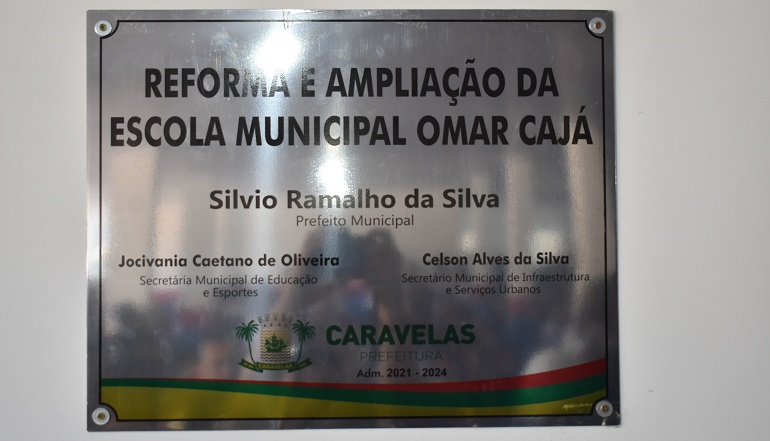 REFORMA E AMPLIAÇÃO DA
ESCOLA MUNICIPAL OMAR CAJÁ
Silvio Ramalho da Silva
Prefeito Municipal
Jocivania Caetano de Oliveira
Secretária Municipal de Educação
e Esportes
Celson Alves da Silva
Secretário Municipal de Infraestrutura
e Serviços Urbanos
CARAVELAS
CARAVELAS
PREFEITURA
Adm. 2021 - 2024